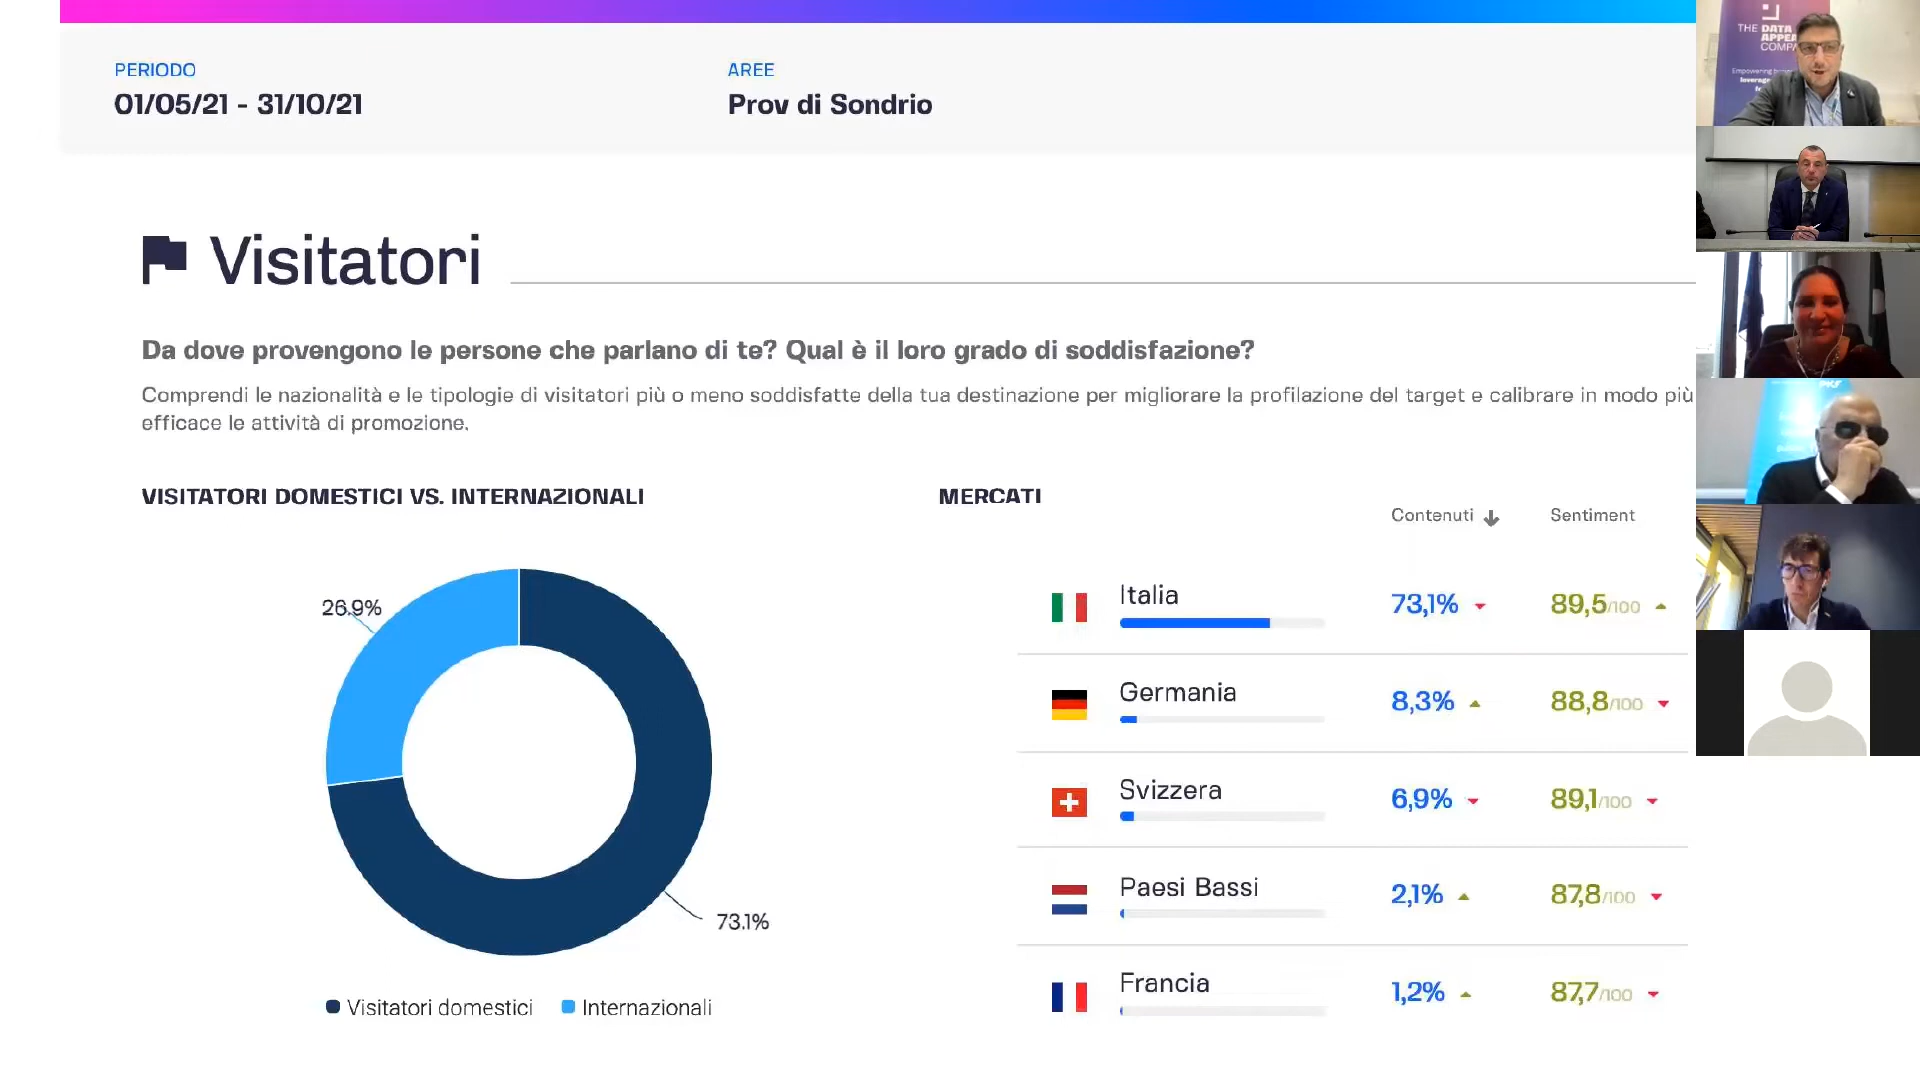 PERIODO
01/05/21 - 31/10/21
AREE
Prov di Sondrio
Visitatori
Da dove provengono le persone che parlano di te? Qual è il loro grado di soddisfazione?
Comprendi le nazionalità e le tipologie di visitatori più o meno soddisfatte della tua destinazione per migliorare la profilazione del target e calibrare in modo più
efficace le attività di promozione.
VISITATORI DOMESTICI VS. INTERNAZIONALI
26.9%
73.1%
Visitatori domestici
Internazionali
MERCATI
Contenuti Sentiment
Italia 73,1% 89,5/100
Germania 8,3% 88,8/100
Svizzera 6,9% 89,1/100
Paesi Bassi 2,1% 87,8/100
Francia 1,2% 87,7/100
THE DATA